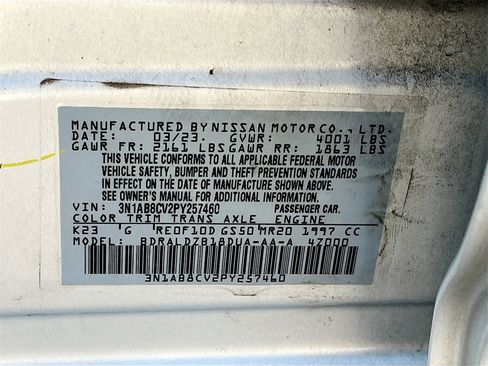 MANUFACTURED BY NISSAN MOTOR CO., LTD.
DATE: 03/23 GVWR: 4001 LBS
GAWR FR: 2161 LBS GAWR RR: 1863 LBS
THIS VEHICLE CONFORMS TO ALL APPLICABLE FEDERAL MOTOR
VEHICLE SAFETY, BUMPER AND THEFT PREVENTION STANDARDS
IN EFFECT ON THE DATE OF MANUFACTURE SHOWN ABOVE.
SEE OWNER'S MANUAL FOR ADDITIONAL INFORMATION
VIN: 3N1AB8CV2PY257460 PASSENGER CAR.
COLOR TRIM TRANS AXLE ENGINE
K23 'G RE0F10D GS50 MR20 1997 CC
MODEL: BDRALDZB18DUA-AA-A 4Z000
3N1AB8CV2PY257460